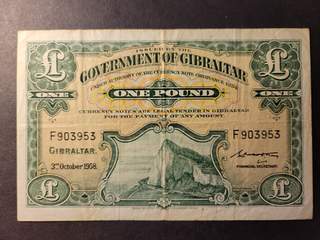 ISSUED BY THE
GOVERNMENT OF GIBRALTAR
UNDER AUTHORITY OF THE CURRENCY NOTE ORDINANCE
£ £
ONE ONE POUND ONE
CURRENCY NOTES ARE LEGAL TENDER IN GIBRALTAR
FOR THE PAYMENT OF ANY AMOUNT
F903953 F903953
GIBRALTAR.
3rd October 1958.
FINANCIAL SECRETARY.
£ £